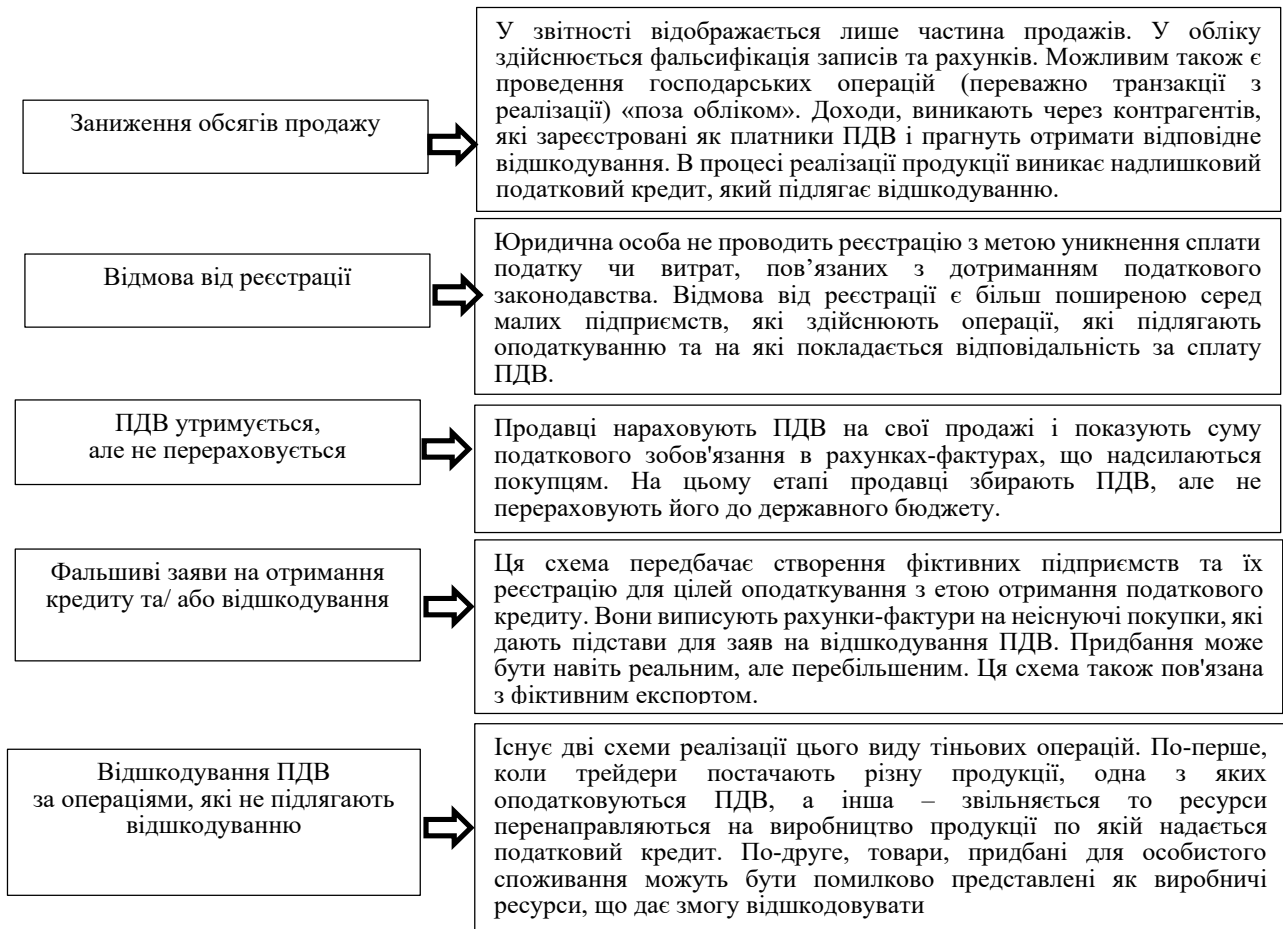 Заниження обсягів продажу
У звітності відображається лише частина продажів. У обліку
здійснюється фальсифікація записів та рахунків. Можливим також є
проведення господарських операцій (переважно транзакції з
реалізації) «поза обліком». Доходи, виникають через контрагентів,
які зареєстровані як платники ПДВ і прагнуть отримати відповідне
відшкодування. В процесі реалізації продукції виникає надлишковий
податковий кредит, який підлягає відшкодуванню.
Відмова від реєстрації
Юридична особа не проводить реєстрацію з метою уникнення сплати
податку чи витрат, пов’язаних з дотриманням податкового
законодавства. Відмова від реєстрації є більш поширеною серед
малих підприємств, які здійснюють операції, які підлягають
оподаткуванню та на які покладається відповідальність за сплату
ПДВ.
ПДВ утримується,
але не перераховується
Продавці нараховують ПДВ на свої продажі і показують суму
податкового зобов'язання в рахунках-фактурах, що надсилаються
покупцям. На цьому етапі продавці збирають ПДВ, але не
перераховують його до державного бюджету.
Фальшиві заяви на отримання
кредиту та/ або відшкодування
Ця схема передбачає створення фіктивних підприємств та їх
реєстрацію для цілей оподаткування з етою отримання податкового
кредиту. Вони виписують рахунки-фактури на неіснуючі покупки, які
дають підстави для заяв на відшкодування ПДВ. Придбання може
бути навіть реальним, але перебільшеним. Ця схема також пов'язана
з фіктивним експортом.
Відшкодування ПДВ
за операціями, які не підлягають
відшкодуванню
Існує дві схеми реалізації цього виду тіньових операцій. По-перше,
коли трейдери постачають різну продукції, одна з яких
оподатковуються ПДВ, а інша – звільняється то ресурси
перенаправляються на виробництво продукції по якій надається
податковий кредит. По-друге, товари, придбані для особистого
споживання можуть бути помилково представлені як виробничі
ресурси, що дає змогу відшкодовувати